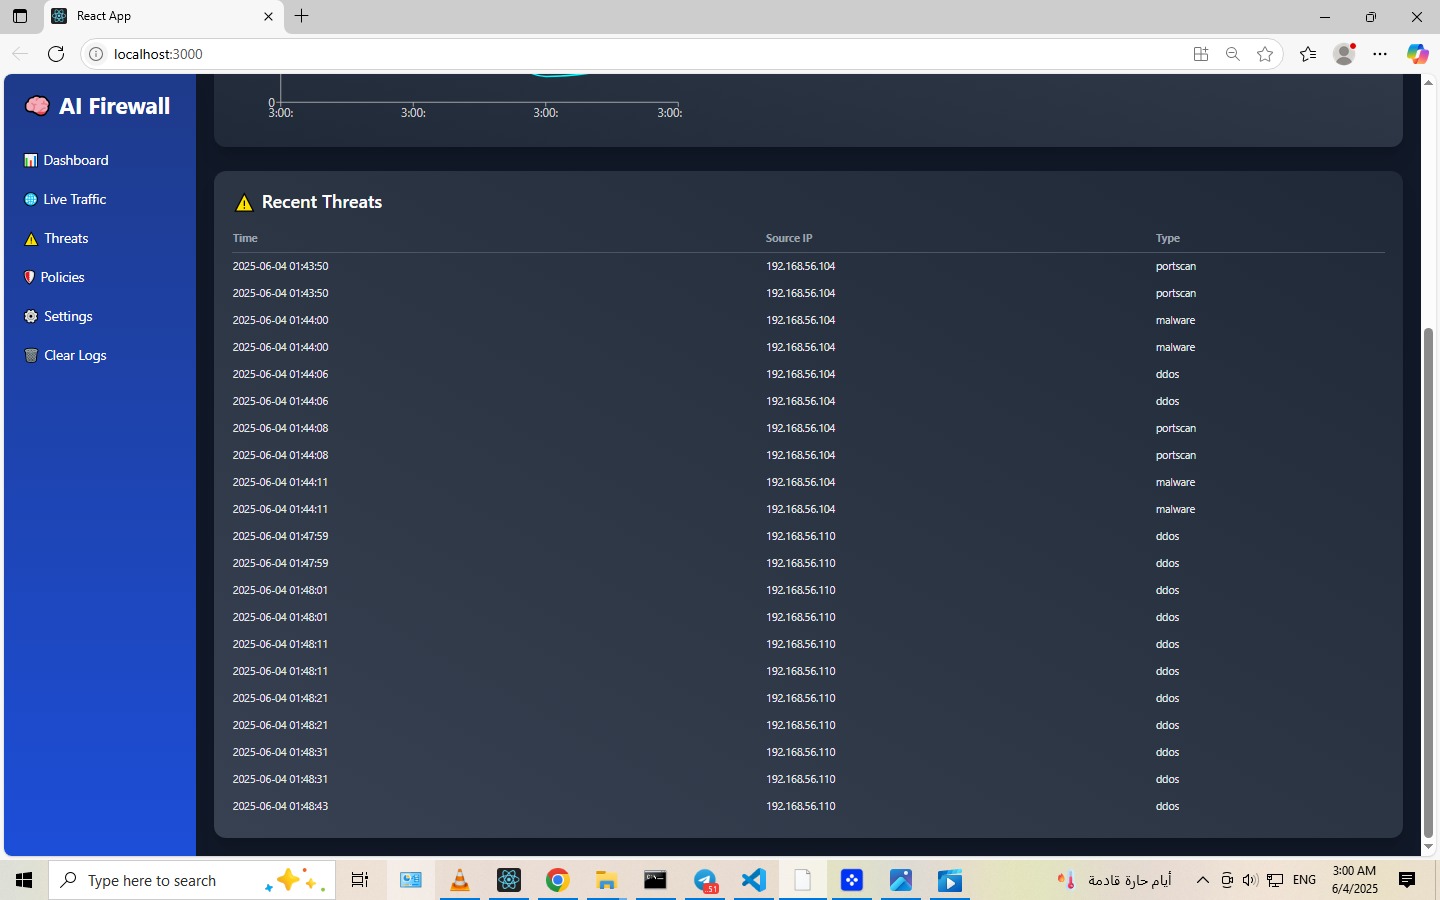 React App
localhost:3000
AI Firewall
Dashboard
Live Traffic
Threats
Policies
Settings
Clear Logs
0
3:00: 3:00: 3:00: 3:00:
Recent Threats
Time Source IP Type
2025-06-04 01:43:50 192.168.56.104 portscan
2025-06-04 01:43:50 192.168.56.104 portscan
2025-06-04 01:44:00 192.168.56.104 malware
2025-06-04 01:44:00 192.168.56.104 malware
2025-06-04 01:44:06 192.168.56.104 ddos
2025-06-04 01:44:06 192.168.56.104 ddos
2025-06-04 01:44:08 192.168.56.104 portscan
2025-06-04 01:44:08 192.168.56.104 portscan
2025-06-04 01:44:11 192.168.56.104 malware
2025-06-04 01:44:11 192.168.56.104 malware
2025-06-04 01:47:59 192.168.56.110 ddos
2025-06-04 01:47:59 192.168.56.110 ddos
2025-06-04 01:48:01 192.168.56.110 ddos
2025-06-04 01:48:01 192.168.56.110 ddos
2025-06-04 01:48:11 192.168.56.110 ddos
2025-06-04 01:48:11 192.168.56.110 ddos
2025-06-04 01:48:21 192.168.56.110 ddos
2025-06-04 01:48:21 192.168.56.110 ddos
2025-06-04 01:48:31 192.168.56.110 ddos
2025-06-04 01:48:31 192.168.56.110 ddos
2025-06-04 01:48:43 192.168.56.110 ddos
Type here to search
51
أيام حارة قادمة
ENG
3:00 AM
6/4/2025